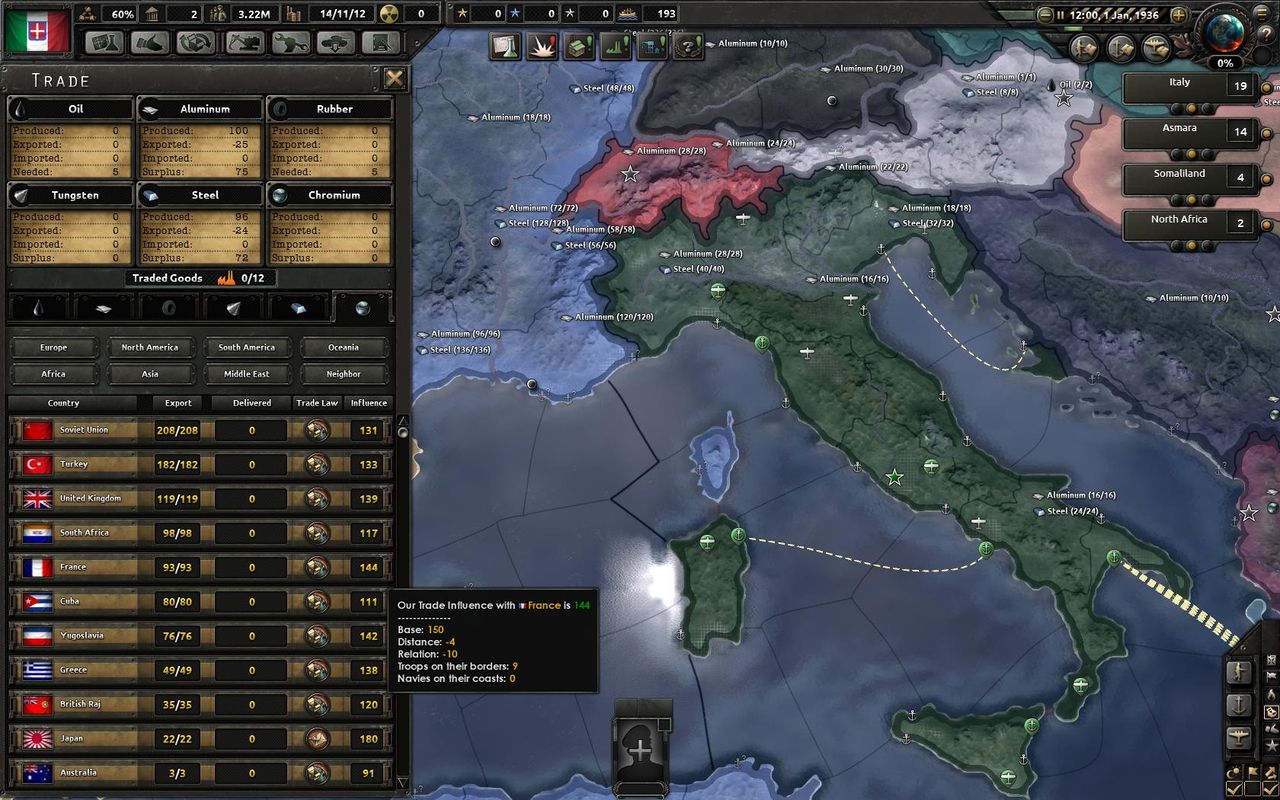 60% 2 3.22M 14/11/12 0 0 0 0 193
12:00, 1 Jan, 1936
0%
TRADE
Oil Aluminum Rubber
Produced: 0 Produced: 100 Produced: 0
Exported: 0 Exported: -25 Exported: 0
Imported: 0 Imported: 0 Imported: 0
Needed: 5 Surplus: 75 Needed: 5
Tungsten Steel Chromium
Produced: 0 Produced: 96 Produced: 0
Exported: 0 Exported: -24 Exported: 0
Imported: 0 Imported: 0 Imported: 0
Surplus: 0 Surplus: 72 Surplus: 0
Traded Goods 0/12
Europe North America South America Oceania
Africa Asia Middle East Neighbor
Country Export Delivered Trade Law Influence
Soviet Union 208/208 0 131
Turkey 182/182 0 133
United Kingdom 119/119 0 139
South Africa 98/98 0 117
France 93/93 0 144
Cuba 80/80 0 111
Yugoslavia 76/76 0 142
Greece 49/49 0 138
British Raj 35/35 0 120
Japan 22/22 0 180
Australia 3/3 0 91
Our Trade Influence with France is 144
--------------
Base: 150
Distance: -4
Relation: -10
Troops on their borders: 9
Navies on their coasts: 0
Italy 19
Asmara 14
Somaliland 4
North Africa 2
Aluminum (10/10)
Aluminum (30/30)
Aluminum (1/1)
Steel (8/8)
Oil (2/2)
Steel (48/48)
Aluminum (18/18)
Aluminum (24/24)
Aluminum (28/28)
Aluminum (22/22)
Aluminum (72/72)
Steel (128/128)
Aluminum (58/58)
Steel (56/56)
Aluminum (18/18)
Steel (32/32)
Aluminum (28/28)
Steel (40/40)
Aluminum (16/16)
Aluminum (10/10)
Aluminum (120/120)
Aluminum (96/96)
Steel (136/136)
Aluminum (16/16)
Steel (24/24)